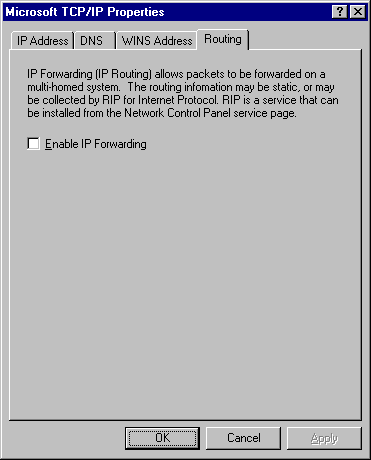 Microsoft TCP/IP Properties
IP Address DNS WINS Address Routing
IP Forwarding (IP Routing) allows packets to be forwarded on a
multi-homed system.  The routing infomation may be static, or may
be collected by RIP for Internet Protocol. RIP is a service that can
be installed from the Network Control Panel service page.
Enable IP Forwarding
OK Cancel Apply